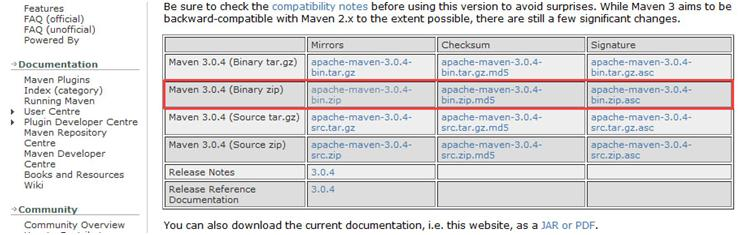 Features
FAQ (official)
FAQ (unofficial)
Powered By
Documentation
Maven Plugins
Index (category)
Running Maven
User Centre
Plugin Developer Centre
Maven Repository
Centre
Maven Developer
Centre
Books and Resources
Wiki
Community
Community Overview
Be sure to check the compatibility notes before using this version to avoid surprises. While Maven 3 aims to be
backward-compatible with Maven 2.x to the extent possible, there are still a few significant changes.
Mirrors Checksum Signature
Maven 3.0.4 (Binary tar.gz) apache-maven-3.0.4- apache-maven-3.0.4- apache-maven-3.0.4-
bin.tar.gz bin.tar.gz.md5 bin.tar.gz.asc
Maven 3.0.4 (Binary zip) apache-maven-3.0.4- apache-maven-3.0.4- apache-maven-3.0.4-
bin.zip bin.zip.md5 bin.zip.asc
Maven 3.0.4 (Source tar.gz) apache-maven-3.0.4- apache-maven-3.0.4- apache-maven-3.0.4-
src.tar.gz src.tar.gz.md5 src.tar.gz.asc
Maven 3.0.4 (Source zip) apache-maven-3.0.4- apache-maven-3.0.4- apache-maven-3.0.4-
src.zip src.zip.md5 src.zip.asc
Release Notes 3.0.4
Release Reference 3.0.4
Documentation
You can also download the current documentation, i.e. this website, as a JAR or PDF.